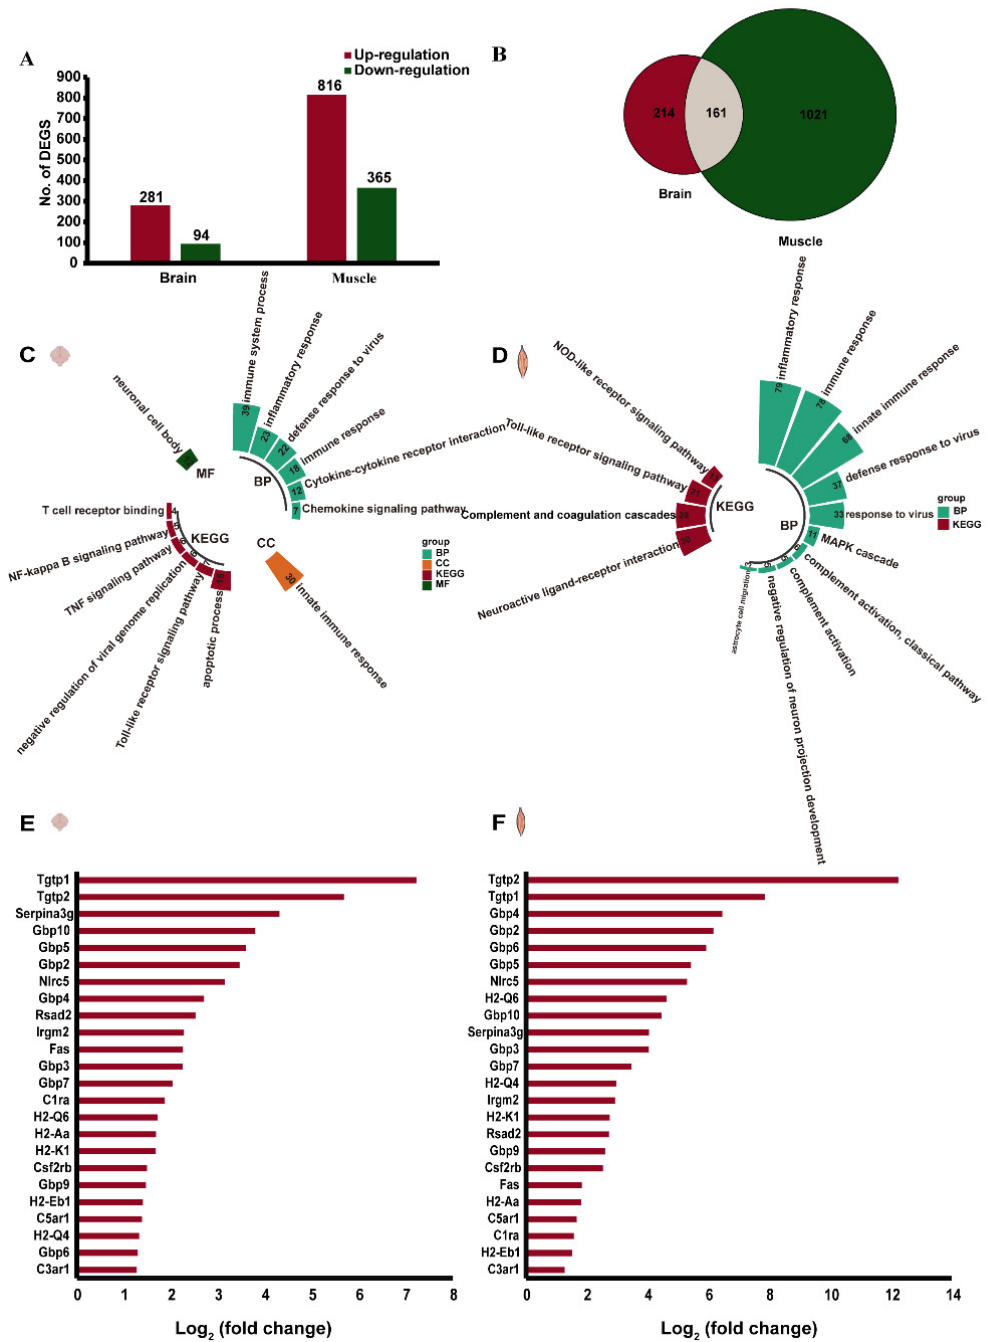 A
Up-regulation
Down-regulation
No. of DEGS
900
800
700
600
500
400
300
200
100
0
281
94
816
365
Brain
Muscle
B
214
161
1021
Brain
Muscle
C
39 immune system process
23 inflammatory response
22 defense response to virus
18 immune response
12 Cytokine-cytokine receptor interaction
7 Chemokine signaling pathway
BP
neuronal cell body
MF
T cell receptor binding 4
NF-kappa B signaling pathway
TNF signaling pathway
negative regulation of viral genome replication
Toll-like receptor signaling pathway
apoptotic process
KEGG
CC
30 innate immune response
group
BP
CC
KEGG
MF
D
79 inflammatory response
78 immune response
68 innate immune response
37 defense response to virus
33 response to virus
11 MAPK cascade
complement activation, classical pathway
complement activation
negative regulation of neuron projection development
3 astrocyte cell migration
BP
NOD-like receptor signaling pathway
Toll-like receptor signaling pathway 21
Complement and coagulation cascades
Neuroactive ligand-receptor interaction 30
KEGG
group
BP
KEGG
E
Tgtp1
Tgtp2
Serpina3g
Gbp10
Gbp5
Gbp2
Nlrc5
Gbp4
Rsad2
Irgm2
Fas
Gbp3
Gbp7
C1ra
H2-Q6
H2-Aa
H2-K1
Csf2rb
Gbp9
H2-Eb1
C5ar1
H2-Q4
Gbp6
C3ar1
0 1 2 3 4 5 6 7 8
Log2 (fold change)
F
Tgtp2
Tgtp1
Gbp4
Gbp2
Gbp6
Gbp5
Nlrc5
H2-Q6
Gbp10
Serpina3g
Gbp3
Gbp7
H2-Q4
Irgm2
H2-K1
Rsad2
Gbp9
Csf2rb
Fas
H2-Aa
C5ar1
C1ra
H2-Eb1
C3ar1
0 2 4 6 8 10 12 14
Log2 (fold change)